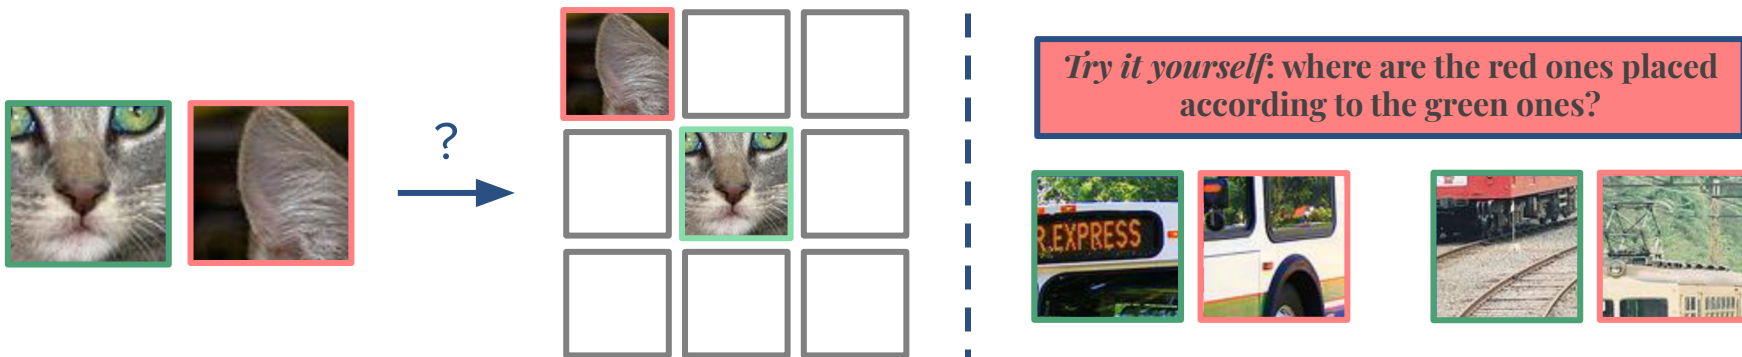 ?
Try it yourself: where are the red ones placed
according to the green ones?
R.EXPRESS